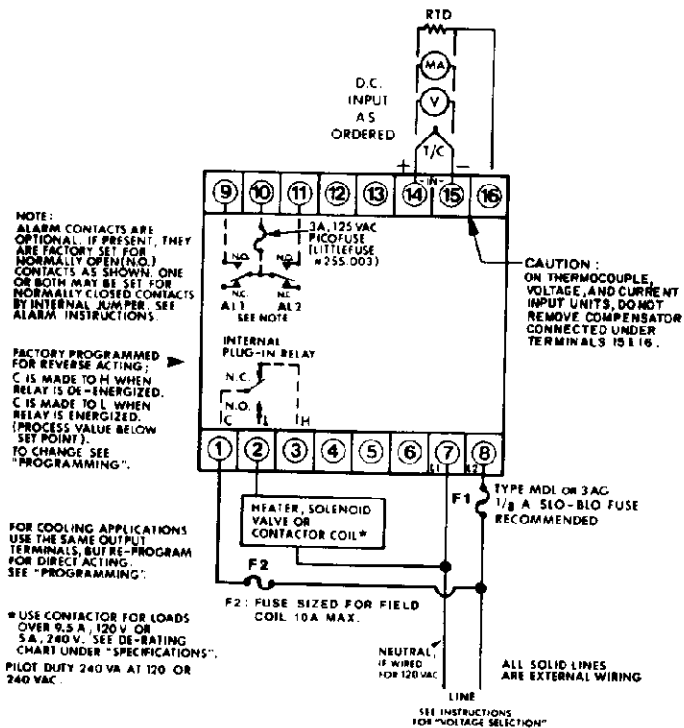 RTD
MA
V
T/C
D.C.
INPUT
AS
ORDERED
+ -IN- −
9 10 11 12 13 14 15 16
NOTE:
ALARM CONTACTS ARE
OPTIONAL. IF PRESENT, THEY
ARE FACTORY SET FOR
NORMALLY OPEN(N.O.)
CONTACTS AS SHOWN. ONE
OR BOTH MAY BE SET FOR
NORMALLY CLOSED CONTACTS
BY INTERNAL JUMPER. SEE
ALARM INSTRUCTIONS.
3A, 125 VAC
PICOFUSE
(LITTLEFUSE
#255.003)
N.O. N.O.
N.C. N.C.
AL1 AL2
SEE NOTE
CAUTION:
ON THERMOCOUPLE,
VOLTAGE, AND CURRENT
INPUT UNITS, DO NOT
REMOVE COMPENSATOR
CONNECTED UNDER
TERMINALS 15 & 16.
FACTORY PROGRAMMED
FOR REVERSE ACTING;
C IS MADE TO H WHEN
RELAY IS DE-ENERGIZED.
C IS MADE TO L WHEN
RELAY IS ENERGIZED.
(PROCESS VALUE BELOW
SET POINT).
TO CHANGE SEE
"PROGRAMMING".
INTERNAL
PLUG-IN RELAY
N.C.
N.O.
C L H
1 2 3 4 5 6 7 8
L1 L2
HEATER, SOLENOID
VALVE OR
CONTACTOR COIL*
F1
TYPE MDL OR 3AG
1/8 A SLO-BLO FUSE
RECOMMENDED
FOR COOLING APPLICATIONS
USE THE SAME OUTPUT
TERMINALS, BUT RE-PROGRAM
FOR DIRECT ACTING.
SEE "PROGRAMMING".
F2
F2: FUSE SIZED FOR FIELD
COIL 10A MAX.
*USE CONTACTOR FOR LOADS
OVER 9.5 A, 120 V OR
5 A, 240 V. SEE DE-RATING
CHART UNDER "SPECIFICATIONS".
PILOT DUTY 240 VA AT 120 OR
240 VAC.
NEUTRAL,
IF WIRED
FOR 120 VAC
ALL SOLID LINES
ARE EXTERNAL WIRING
LINE
SEE INSTRUCTIONS
FOR "VOLTAGE SELECTION"